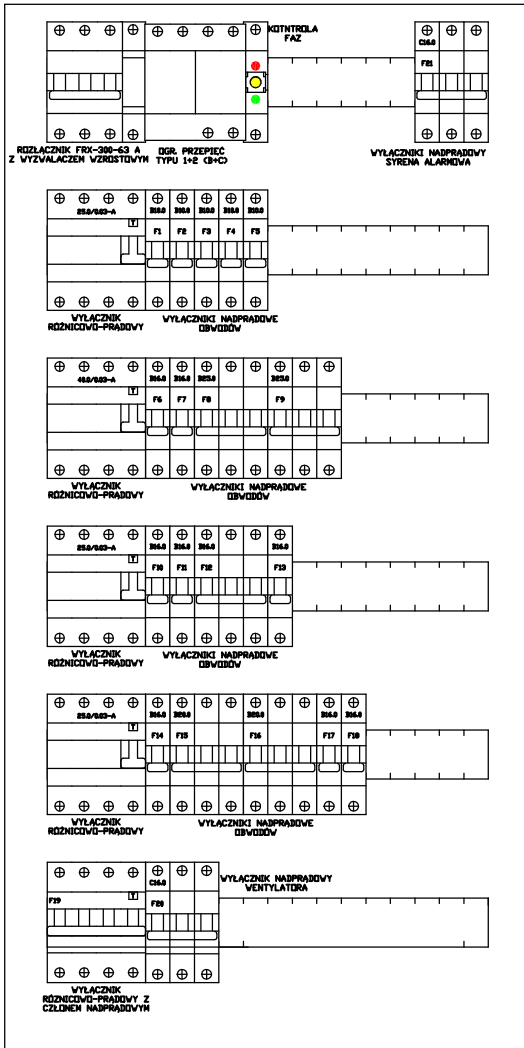 KOTNTROLA
FAZ
C16.0
F21
ROZŁĄCZNIK FRX-300-63 A
Z WYZWALACZEM WZROSTOWYM
OGR. PRZEPIĘĆ
TYPU 1+2 (B+C)
WYŁĄCZNIKI NADPRĄDOWY
SYRENA ALARMOWA
25.0/0.03-A B10.0 B10.0 B10.0 B10.0 B10.0
T F1 F2 F3 F4 F5
WYŁĄCZNIK
RÓŻNICOWO-PRĄDOWY
WYŁĄCZNIKI NADPRĄDOWE
OBWODÓW
40.0/0.03-A B16.0 B16.0 B25.0 B25.0
T F6 F7 F8 F9
WYŁĄCZNIK
RÓŻNICOWO-PRĄDOWY
WYŁĄCZNIKI NADPRĄDOWE
OBWODÓW
25.0/0.03-A B16.0 B16.0 B16.0 B16.0
T F10 F11 F12 F13
WYŁĄCZNIK
RÓŻNICOWO-PRĄDOWY
WYŁĄCZNIKI NADPRĄDOWE
OBWODÓW
25.0/0.03-A B16.0 B20.0 B20.0 B16.0 B16.0
T F14 F15 F16 F17 F18
WYŁĄCZNIK
RÓŻNICOWO-PRĄDOWY
WYŁĄCZNIKI NADPRĄDOWE
OBWODÓW
WYŁĄCZNIK NADPRĄDOWY
WENTYLATORA
C16.0
F19 T F20
WYŁĄCZNIK
RÓŻNICOWO-PRĄDOWY Z
CZŁONEM NADPRĄDOWYM